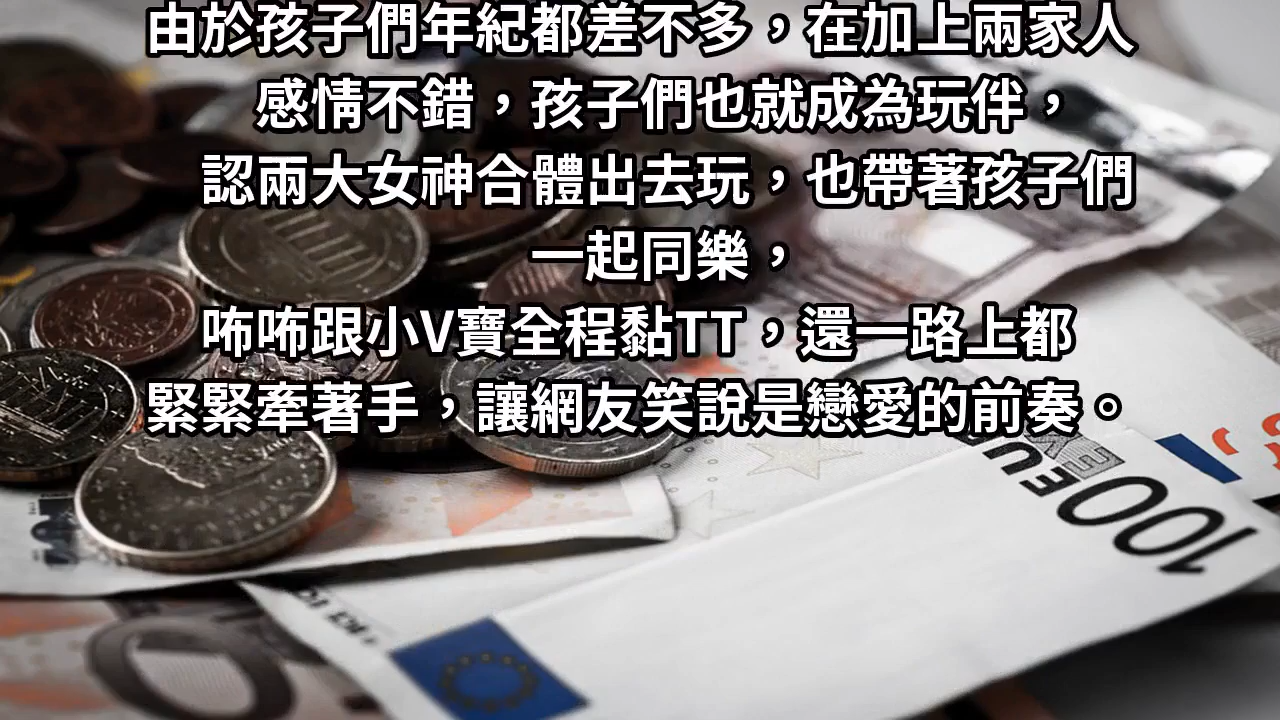 由於孩子們年紀都差不多，在加上兩家人
感情不錯，孩子們也就成為玩伴，
認兩大女神合體出去玩，也帶著孩子們
一起同樂，
咘咘跟小V寶全程黏TT，還一路上都
緊緊牽著手，讓網友笑說是戀愛的前奏。
100